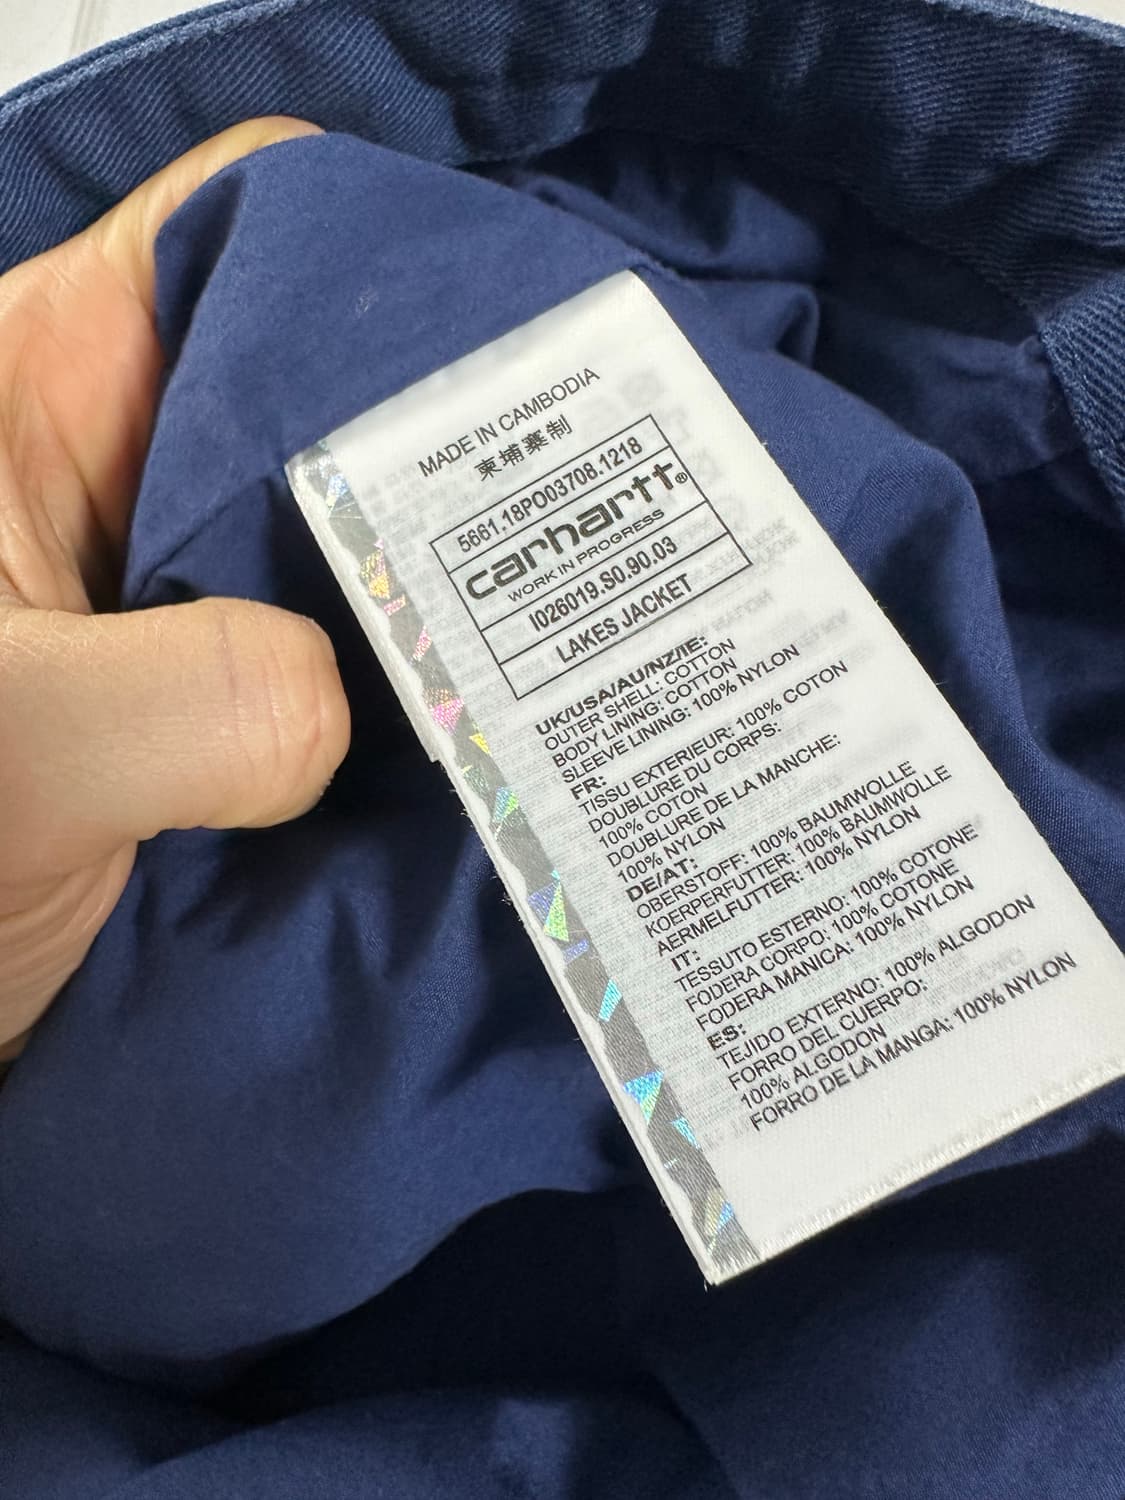 MADE IN CAMBODIA
柬埔寨制
5661.18PO03708.1218
carhartt®
WORK IN PROGRESS
I026019.S0.90.03
LAKES JACKET
UK/USA/AU/NZ/IE:
OUTER SHELL: COTTON
BODY LINING: COTTON
SLEEVE LINING: 100% NYLON
FR:
TISSU EXTERIEUR: 100% COTON
DOUBLURE DU CORPS:
100% COTON
DOUBLURE DE LA MANCHE:
100% NYLON
DE/AT:
OBERSTOFF: 100% BAUMWOLLE
KOERPERFUTTER: 100% BAUMWOLLE
AERMELFUTTER: 100% NYLON
IT:
TESSUTO ESTERNO: 100% COTONE
FODERA CORPO: 100% COTONE
FODERA MANICA: 100% NYLON
ES:
TEJIDO EXTERNO: 100% ALGODON
FORRO DEL CUERPO:
100% ALGODON
FORRO DE LA MANGA: 100% NYLON